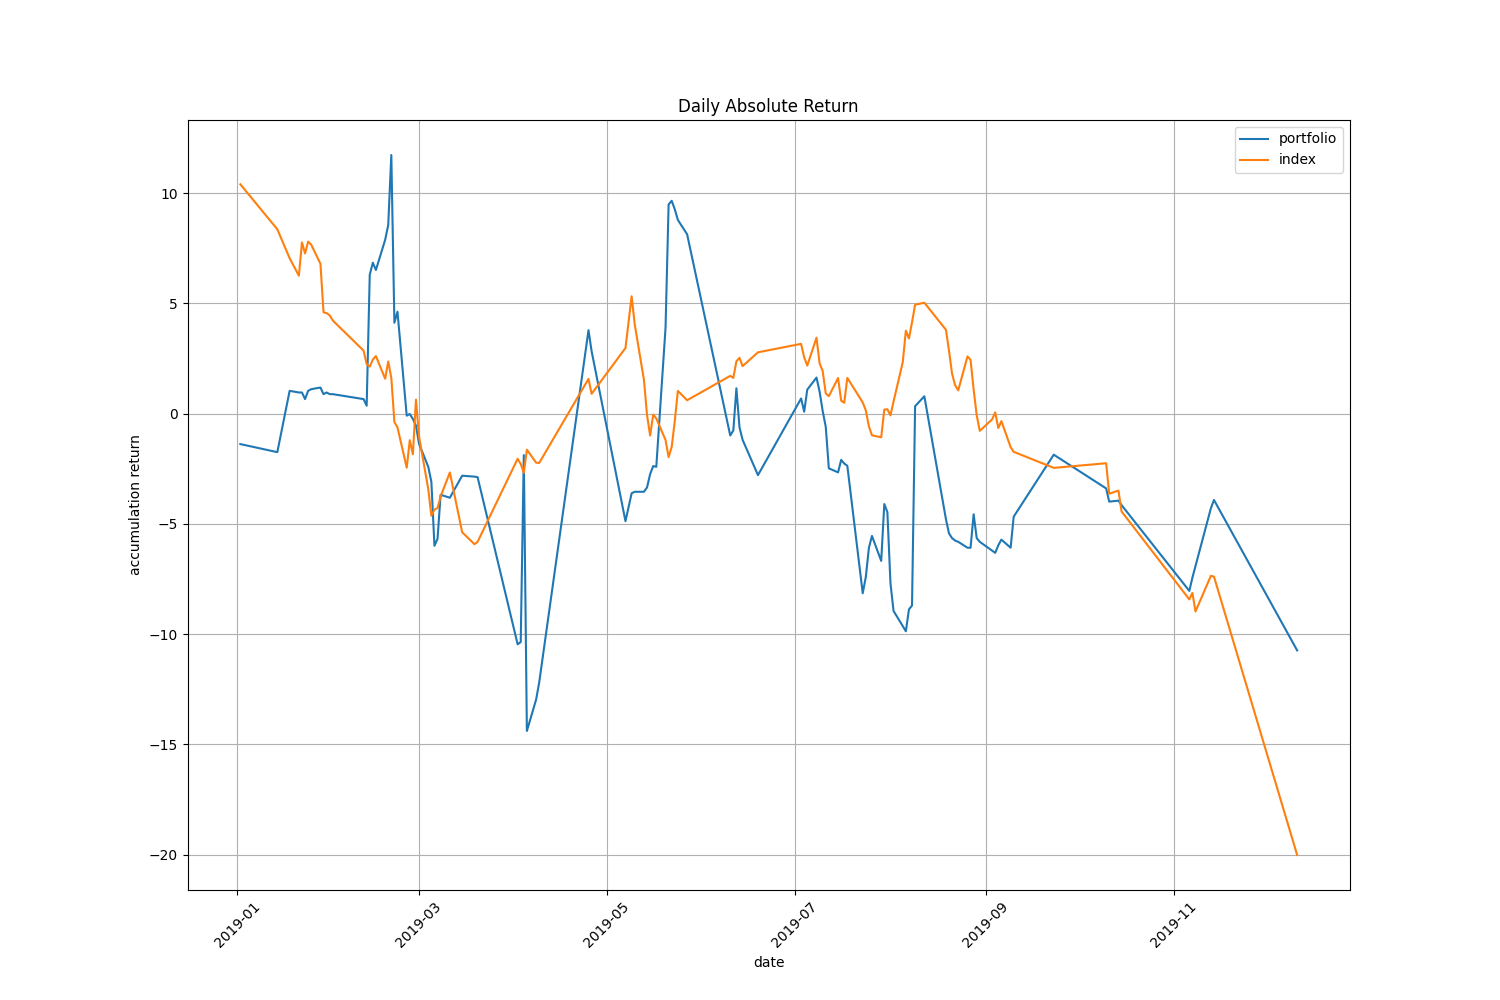 Daily Absolute Return
portfolio
index
accumulation return
10
5
0
−5
−10
−15
−20
2019-01
2019-03
2019-05
2019-07
2019-09
2019-11
date